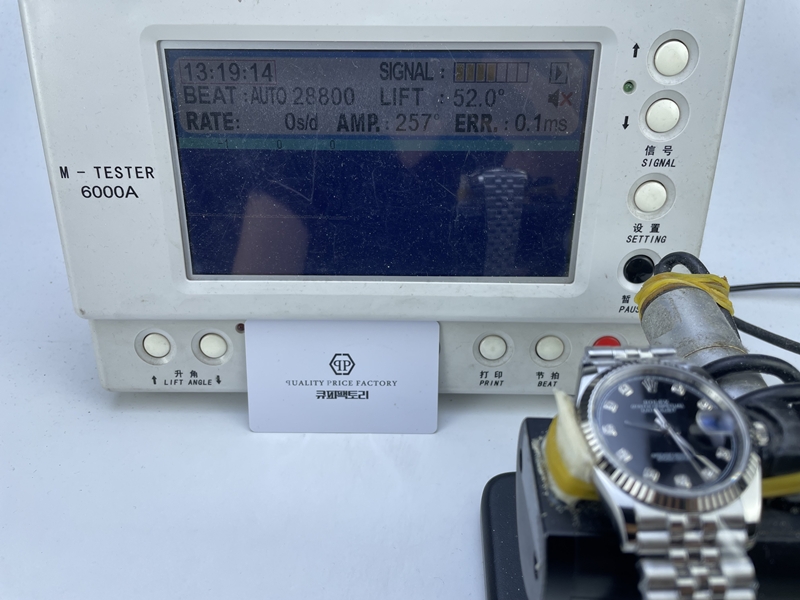 13:19:14 SIGNAL :
BEAT :AUTO 28800 LIFT : 52.0°
RATE: 0s/d AMP.: 257° ERR.: 0.1ms
M - TESTER
6000A
信号
SIGNAL
设置
SETTING
暂
PAUS
升角
LIFT ANGLE
打印
PRINT
节拍
BEAT
QUALITY PRICE FACTORY
큐피팩토리
ROLEX